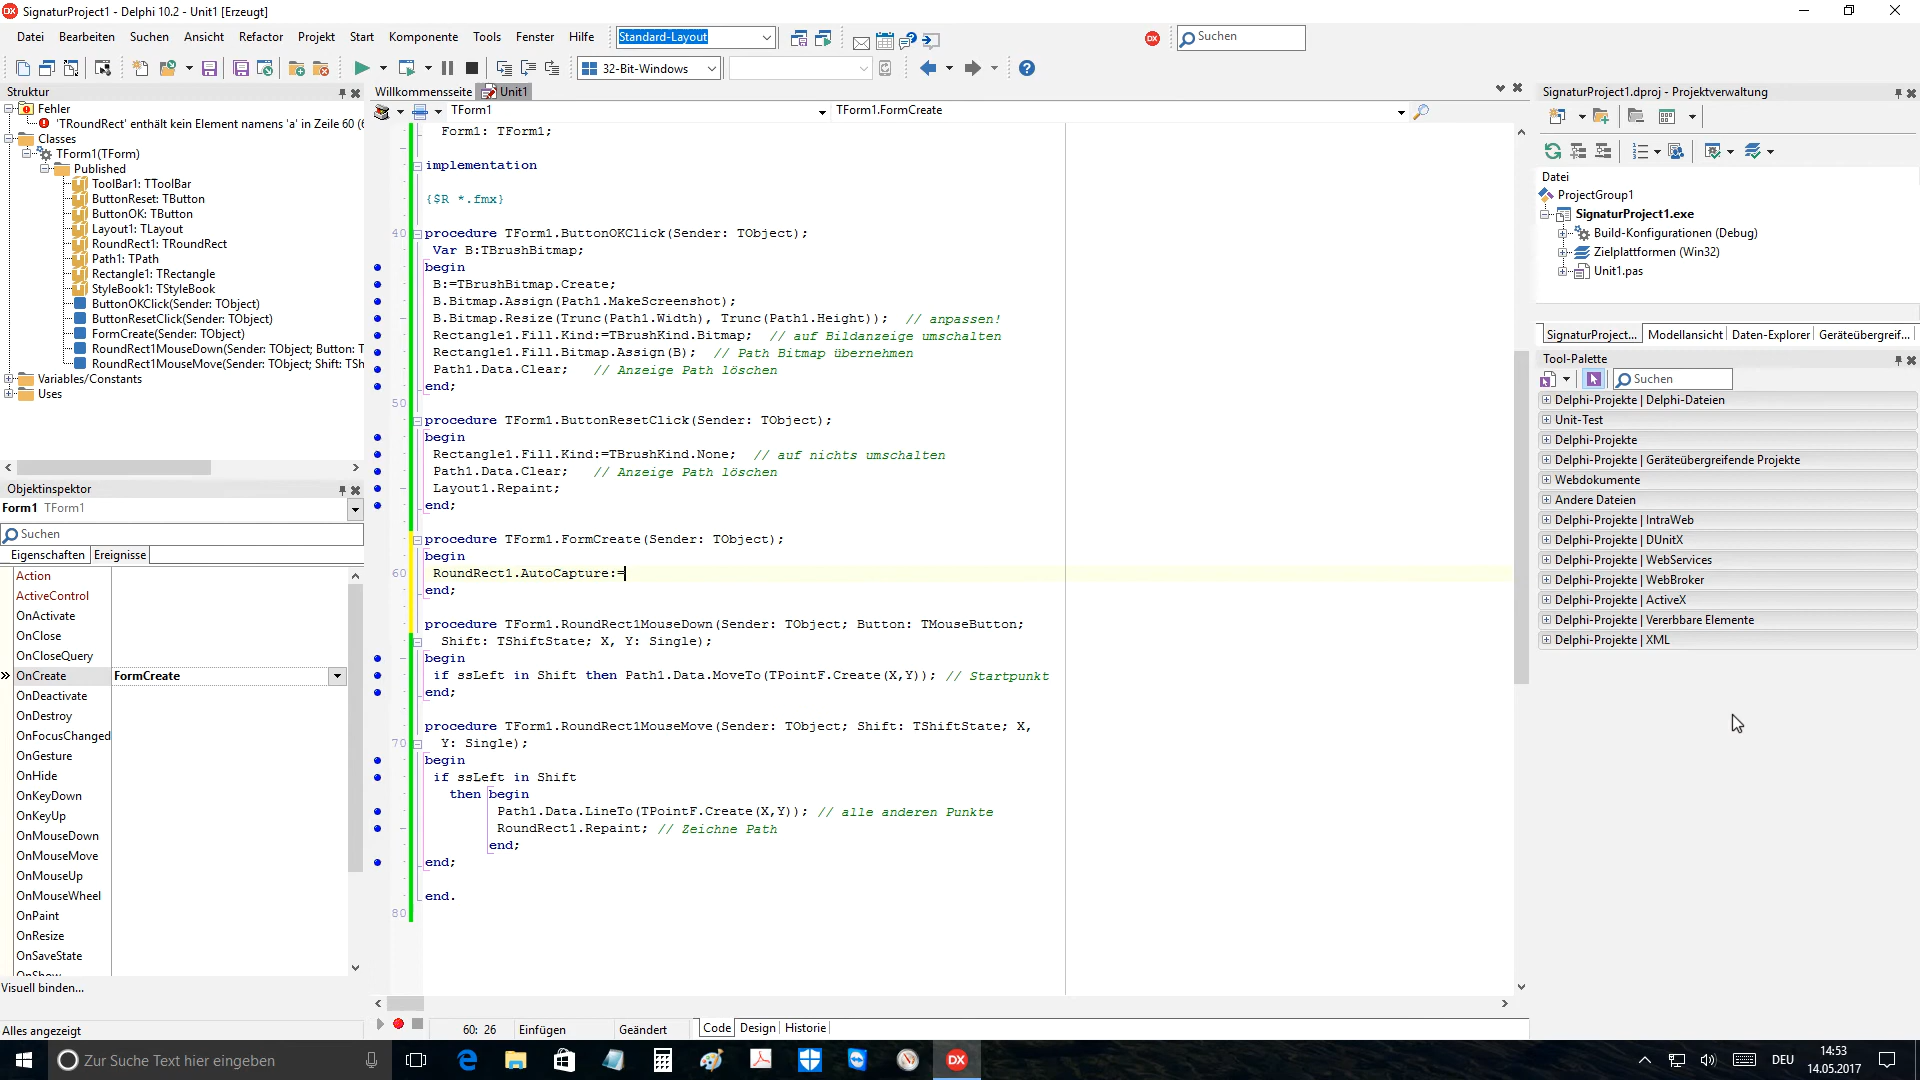 SignaturProject1 - Delphi 10.2 - Unit1 [Erzeugt]
Datei Bearbeiten Suchen Ansicht Refactor Projekt Start Komponente Tools Fenster Hilfe Standard-Layout Suchen
32-Bit-Windows
Struktur
Fehler
'TRoundRect' enthält kein Element namens 'a' in Zeile 60 (6
Classes
TForm1(TForm)
Published
ToolBar1: TToolBar
ButtonReset: TButton
ButtonOK: TButton
Layout1: TLayout
RoundRect1: TRoundRect
Path1: TPath
Rectangle1: TRectangle
StyleBook1: TStyleBook
ButtonOKClick(Sender: TObject)
ButtonResetClick(Sender: TObject)
FormCreate(Sender: TObject)
RoundRect1MouseDown(Sender: TObject; Button: T
RoundRect1MouseMove(Sender: TObject; Shift: TSh
Variables/Constants
Uses
Objektinspektor
Form1 TForm1
Suchen
Eigenschaften Ereignisse
Action
ActiveControl
OnActivate
OnClose
OnCloseQuery
OnCreate FormCreate
OnDeactivate
OnDestroy
OnFocusChanged
OnGesture
OnHide
OnKeyDown
OnKeyUp
OnMouseDown
OnMouseMove
OnMouseUp
OnMouseWheel
OnPaint
OnResize
OnSaveState
OnShow
Visuell binden...
Alles angezeigt
Willkommensseite Unit1
TForm1 TForm1.FormCreate
Form1: TForm1;
implementation
{$R *.fmx}
40 procedure TForm1.ButtonOKClick(Sender: TObject);
Var B:TBrushBitmap;
begin
B:=TBrushBitmap.Create;
B.Bitmap.Assign(Path1.MakeScreenshot);
B.Bitmap.Resize(Trunc(Path1.Width), Trunc(Path1.Height)); // anpassen!
Rectangle1.Fill.Kind:=TBrushKind.Bitmap; // auf Bildanzeige umschalten
Rectangle1.Fill.Bitmap.Assign(B); // Path Bitmap übernehmen
Path1.Data.Clear; // Anzeige Path löschen
end;
50
procedure TForm1.ButtonResetClick(Sender: TObject);
begin
Rectangle1.Fill.Kind:=TBrushKind.None; // auf nichts umschalten
Path1.Data.Clear; // Anzeige Path löschen
Layout1.Repaint;
end;
procedure TForm1.FormCreate(Sender: TObject);
begin
60 RoundRect1.AutoCapture:=
end;
procedure TForm1.RoundRect1MouseDown(Sender: TObject; Button: TMouseButton;
Shift: TShiftState; X, Y: Single);
begin
if ssLeft in Shift then Path1.Data.MoveTo(TPointF.Create(X,Y)); // Startpunkt
end;
procedure TForm1.RoundRect1MouseMove(Sender: TObject; Shift: TShiftState; X,
70 Y: Single);
begin
if ssLeft in Shift
then begin
Path1.Data.LineTo(TPointF.Create(X,Y)); // alle anderen Punkte
RoundRect1.Repaint; // Zeichne Path
end;
end;
end.
80
60: 26 Einfügen Geändert Code Design Historie
SignaturProject1.dproj - Projektverwaltung
Datei
ProjectGroup1
SignaturProject1.exe
Build-Konfigurationen (Debug)
Zielplattformen (Win32)
Unit1.pas
SignaturProject... Modellansicht Daten-Explorer Geräteübergreif...
Tool-Palette
Suchen
Delphi-Projekte | Delphi-Dateien
Unit-Test
Delphi-Projekte
Delphi-Projekte | Geräteübergreifende Projekte
Webdokumente
Andere Dateien
Delphi-Projekte | IntraWeb
Delphi-Projekte | DUnitX
Delphi-Projekte | WebServices
Delphi-Projekte | WebBroker
Delphi-Projekte | ActiveX
Delphi-Projekte | Vererbbare Elemente
Delphi-Projekte | XML
Zur Suche Text hier eingeben
DX
DEU
14:53
14.05.2017